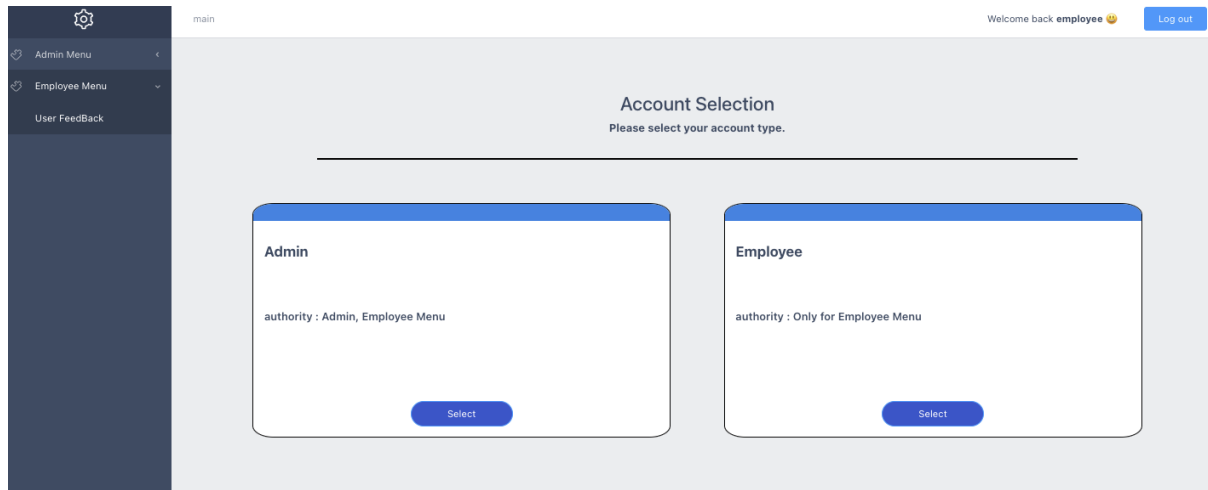 main
Welcome back employee 😃
Log out
Admin Menu
Employee Menu
User FeedBack
Account Selection
Please select your account type.
Admin
authority : Admin, Employee Menu
Select
Employee
authority : Only for Employee Menu
Select